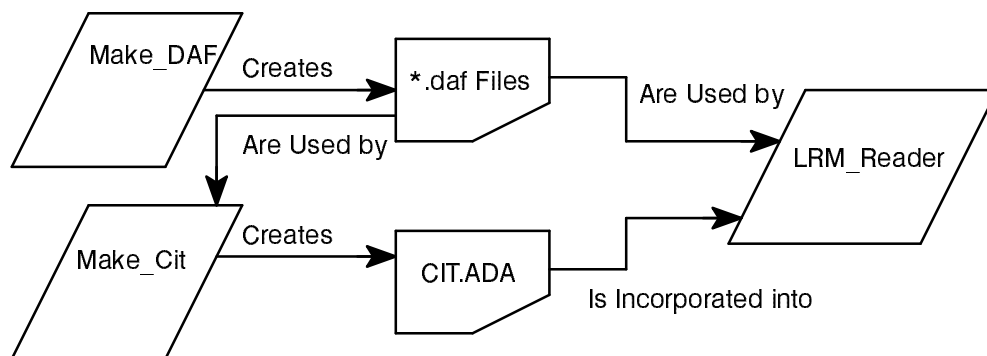 Make_DAF
Creates
*.daf Files
Are Used by
Are Used by
LRM_Reader
Make_Cit
Creates
CIT.ADA
Is Incorporated into